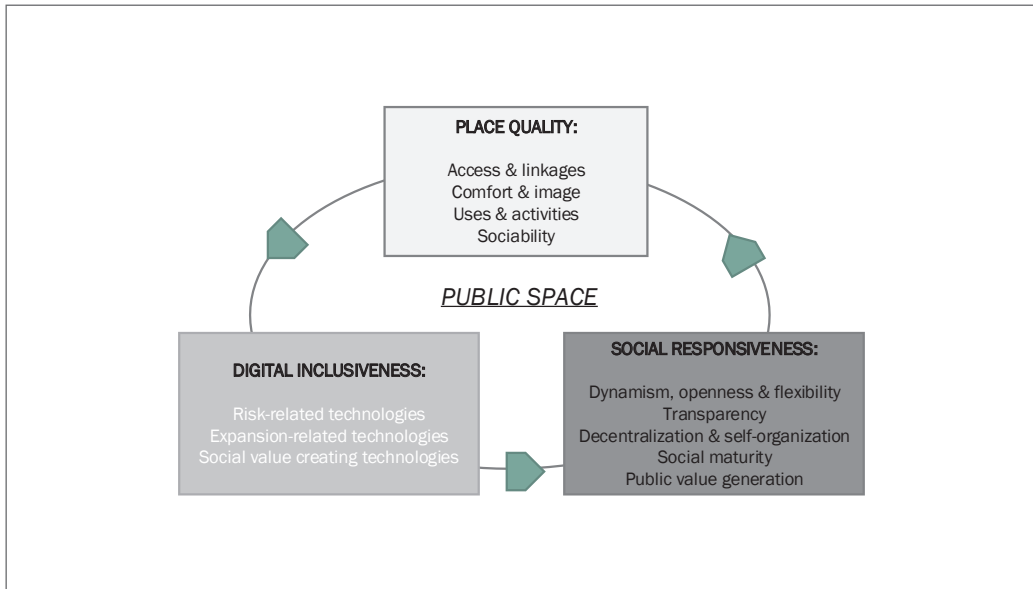 PLACE QUALITY:
Access & linkages
Comfort & image
Uses & activities
Sociability
PUBLIC SPACE
DIGITAL INCLUSIVENESS:
Risk-related technologies
Expansion-related technologies
Social value creating technologies
SOCIAL RESPONSIVENESS:
Dynamism, openness & flexibility
Transparency
Decentralization & self-organization
Social maturity
Public value generation